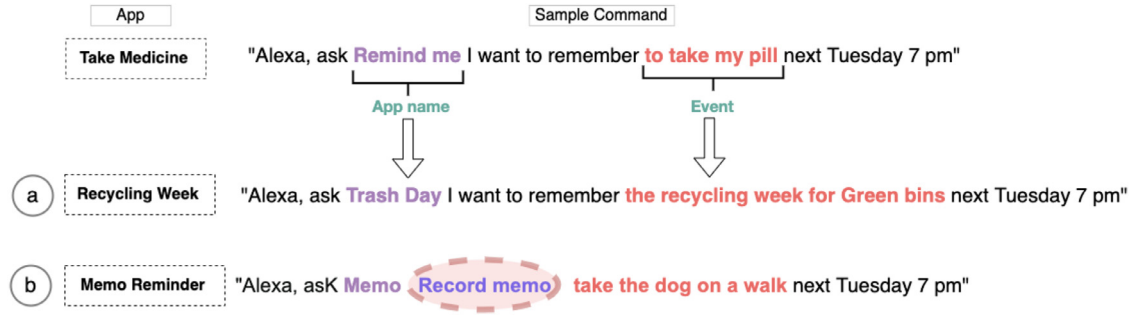 App Sample Command
Take Medicine "Alexa, ask Remind me I want to remember to take my pill next Tuesday 7 pm"
App name Event
a Recycling Week "Alexa, ask Trash Day I want to remember the recycling week for Green bins next Tuesday 7 pm"
b Memo Reminder "Alexa, asK Memo Record memo take the dog on a walk next Tuesday 7 pm"